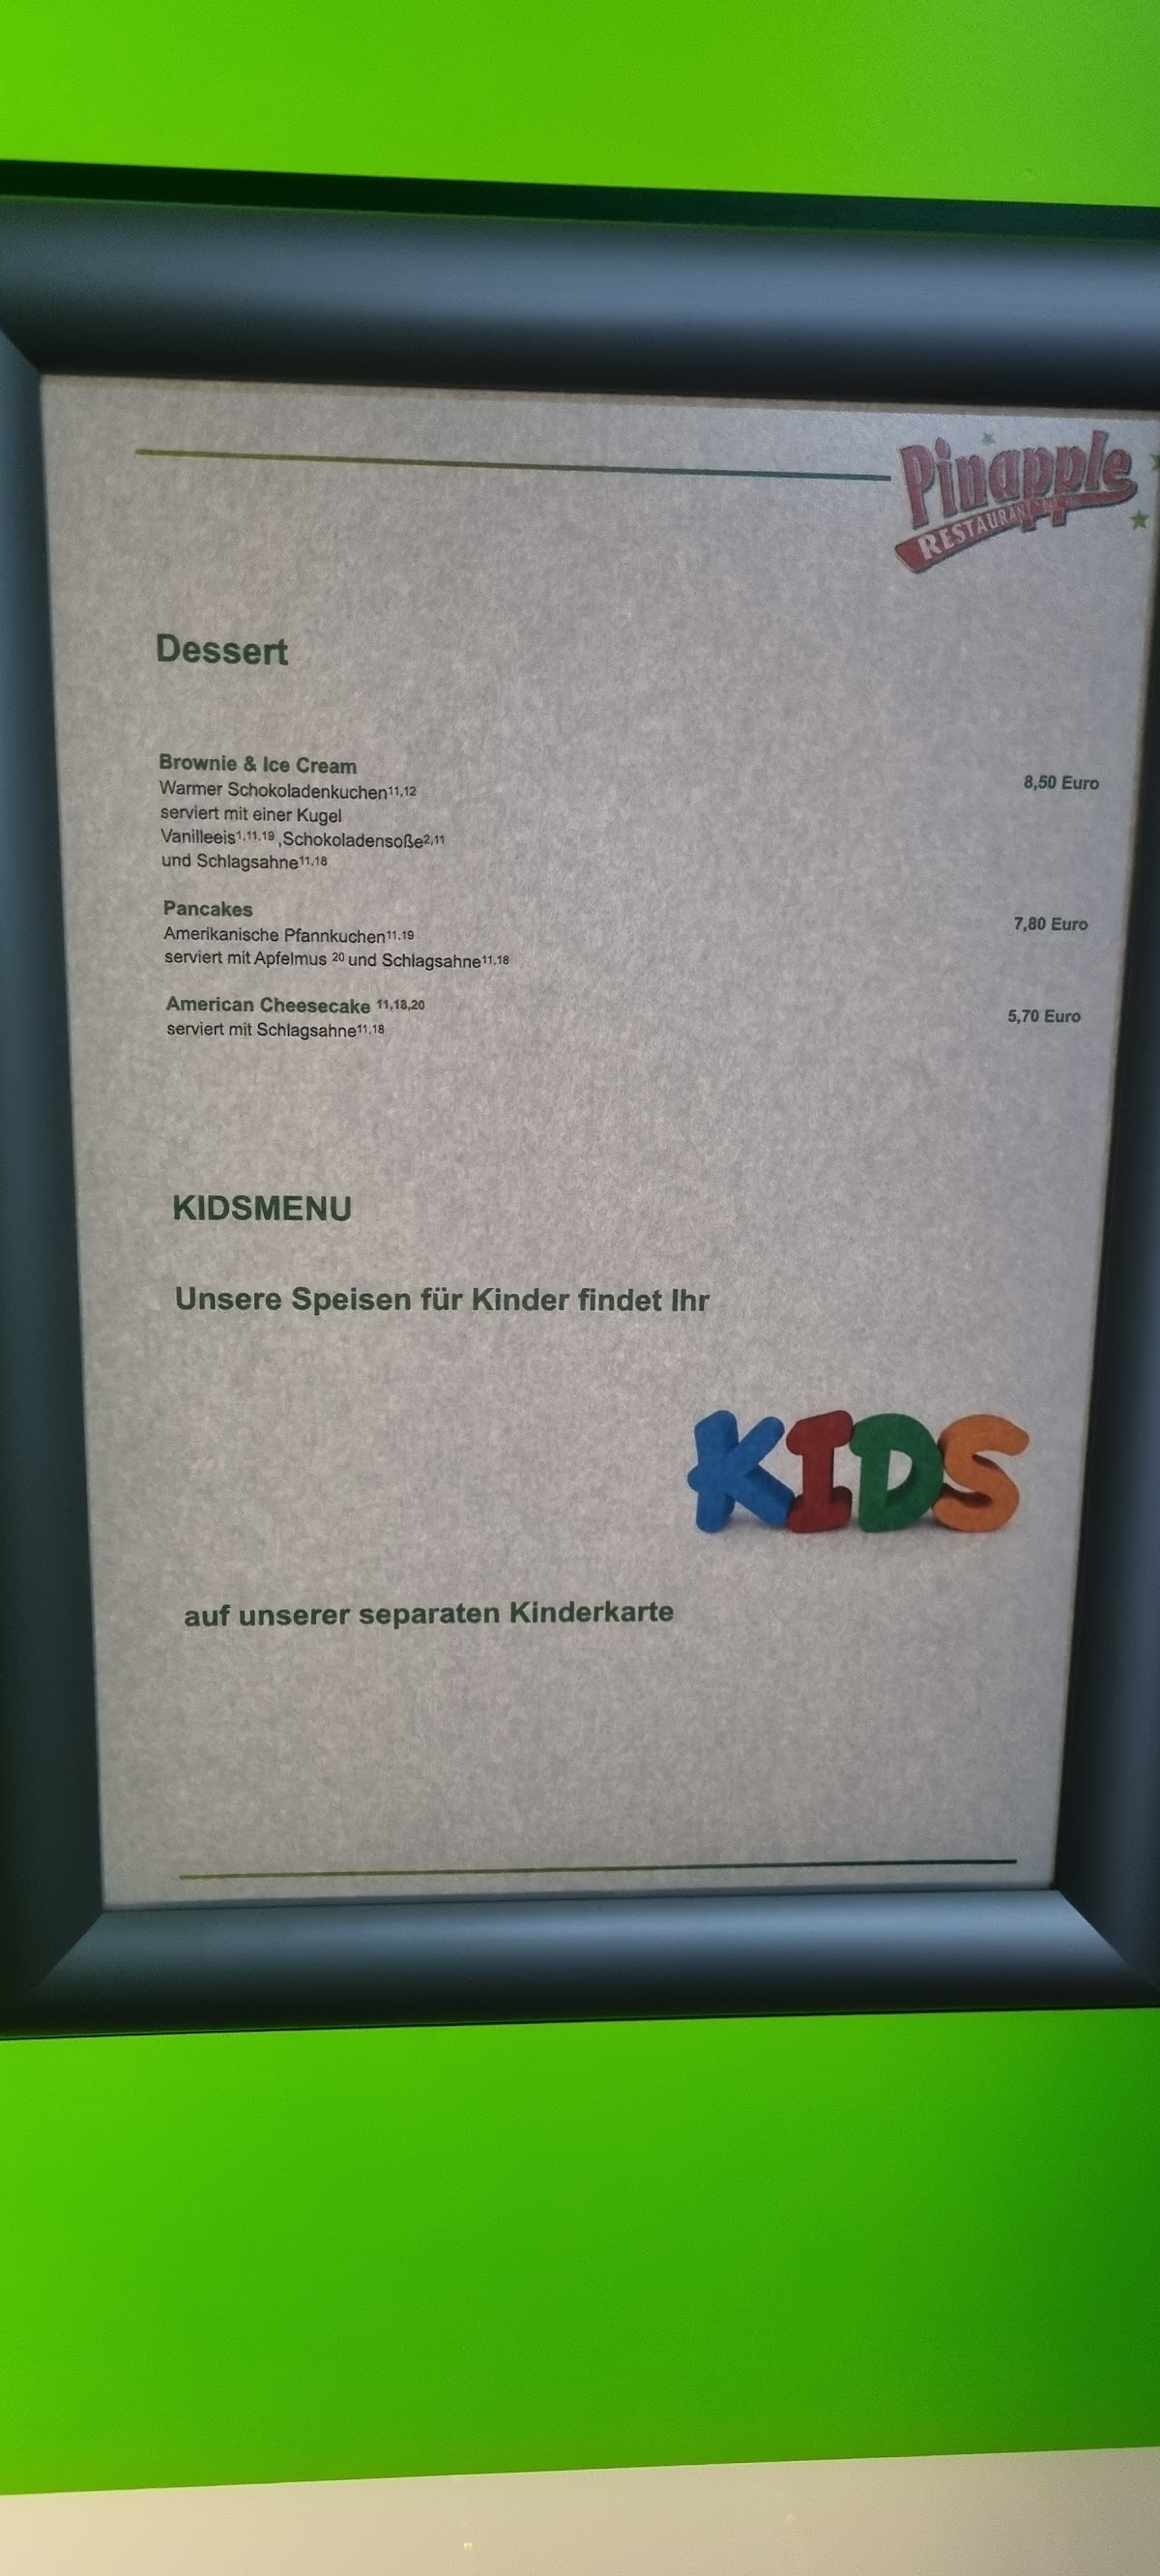 Pinapple
RESTAURANT
Dessert
Brownie & Ice Cream
8,50 Euro
Warmer Schokoladenkuchen¹¹,¹²
serviert mit einer Kugel
Vanilleeis¹,¹¹,¹⁹ ,Schokoladensoße²,¹¹
und Schlagsahne¹¹,¹⁸
Pancakes
7,80 Euro
Amerikanische Pfannkuchen¹¹,¹⁹
serviert mit Apfelmus ²⁰ und Schlagsahne¹¹,¹⁸
American Cheesecake ¹¹,¹⁸,²⁰
5,70 Euro
serviert mit Schlagsahne¹¹,¹⁸
KIDSMENU
Unsere Speisen für Kinder findet Ihr
KIDS
auf unserer separaten Kinderkarte